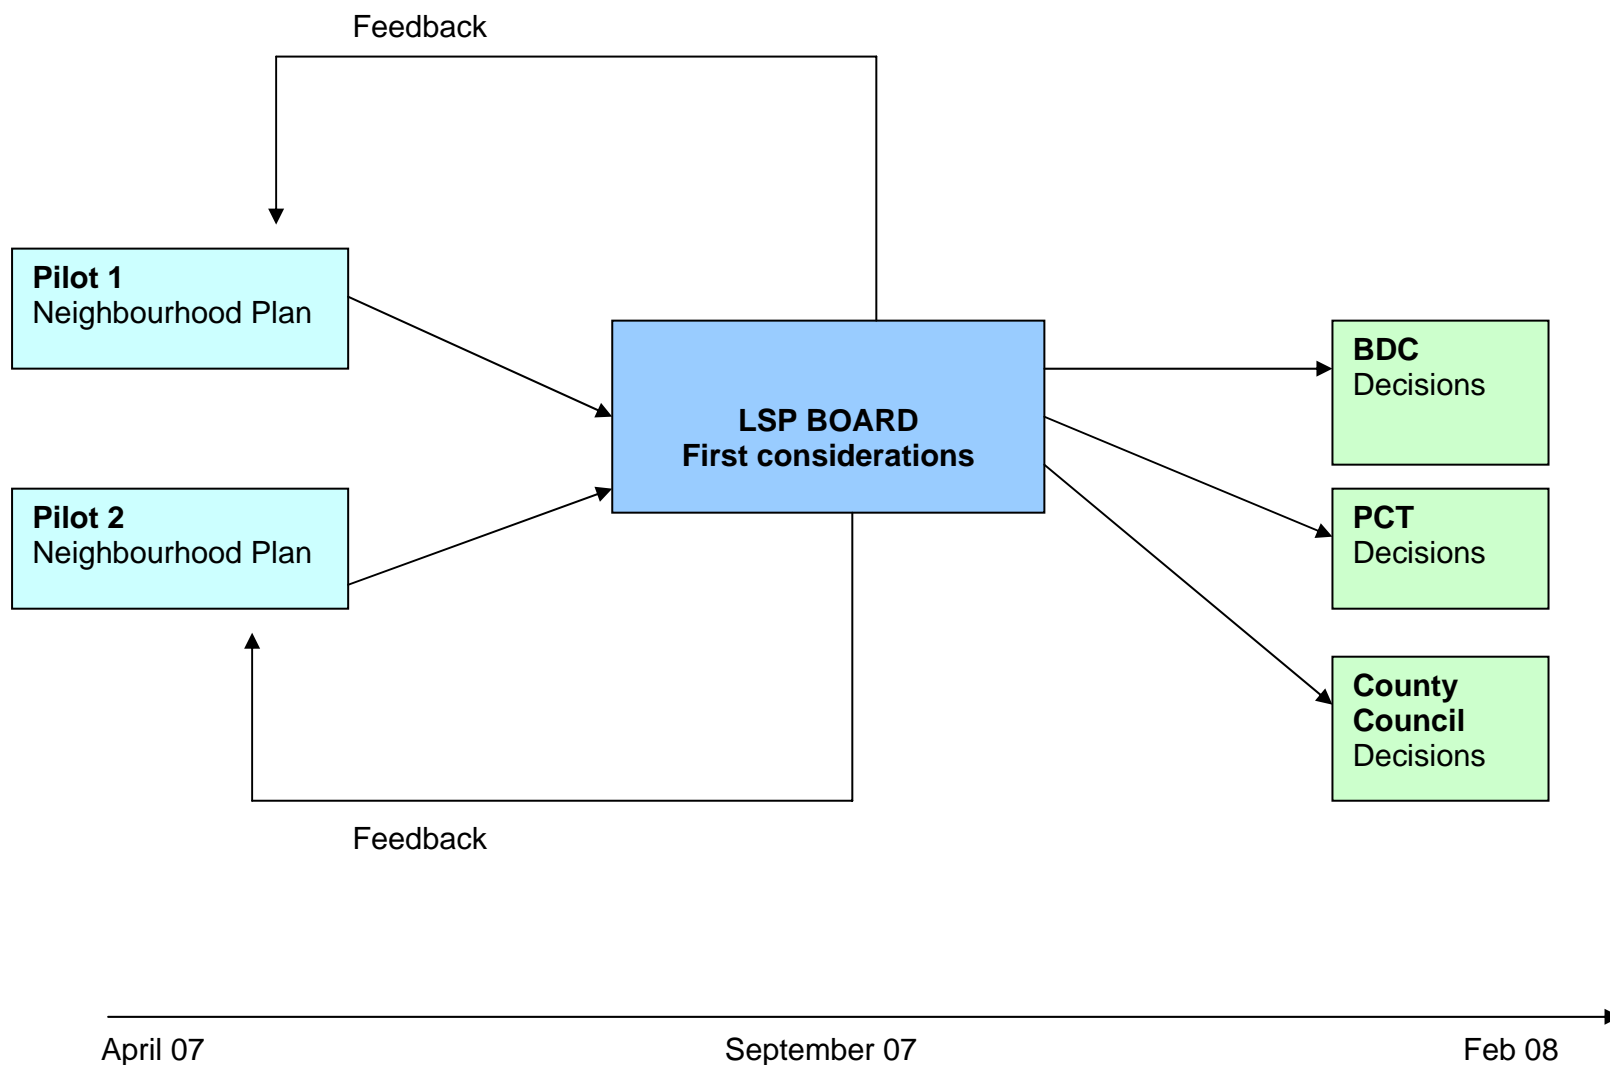 Feedback
Pilot 1
Neighbourhood Plan
LSP BOARD
First considerations
BDC
Decisions
Pilot 2
Neighbourhood Plan
PCT
Decisions
County
Council
Decisions
Feedback
April 07
September 07
Feb 08